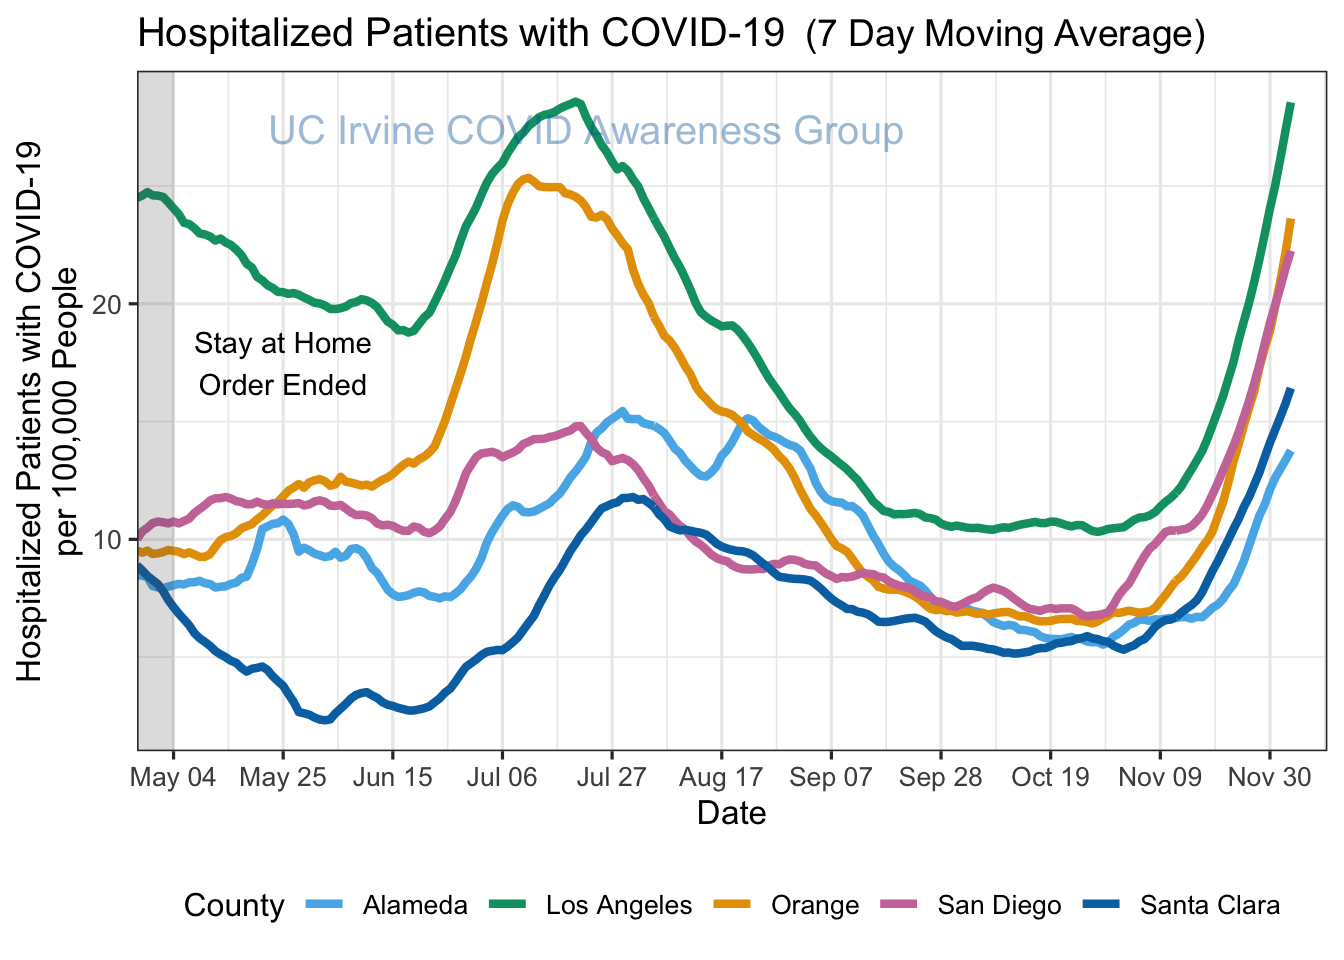 Hospitalized Patients with COVID-19  (7 Day Moving Average)
UC Irvine COVID Awareness Group
Hospitalized Patients with COVID-19
per 100,000 People
20
10
Stay at Home
Order Ended
May 04 May 25 Jun 15 Jul 06 Jul 27 Aug 17 Sep 07 Sep 28 Oct 19 Nov 09 Nov 30
Date
County Alameda Los Angeles Orange San Diego Santa Clara